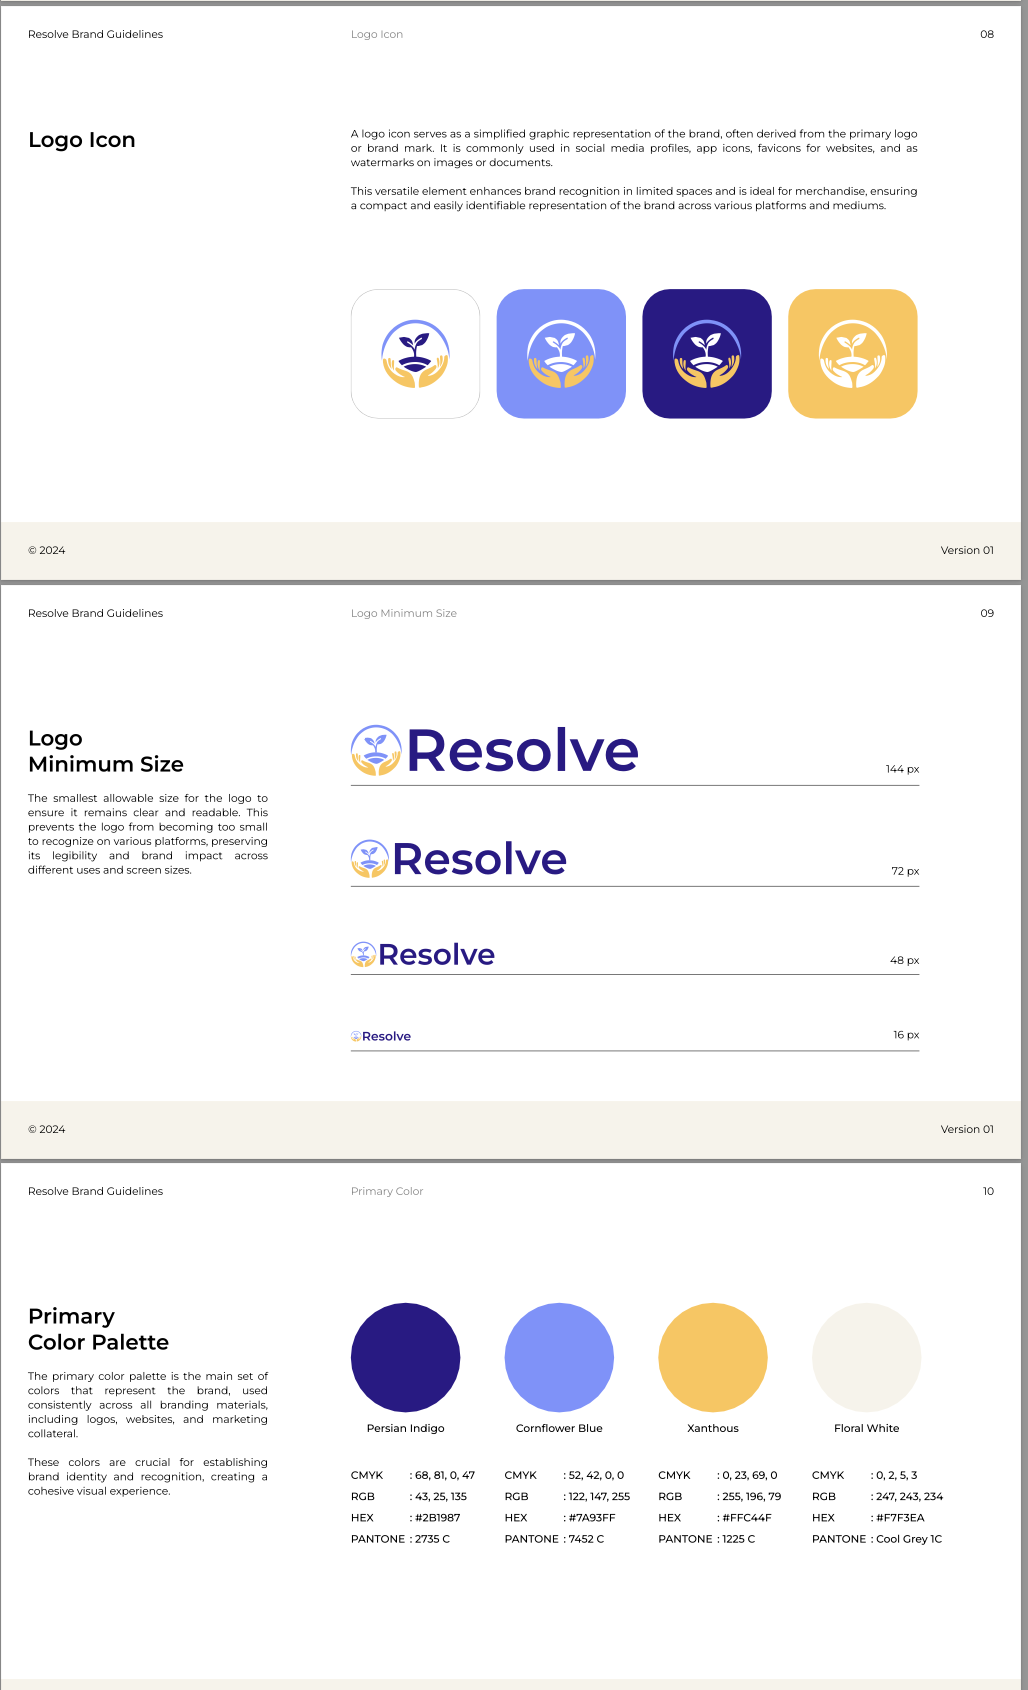 Resolve Brand Guidelines
Logo Icon
08
Logo Icon
A logo icon serves as a simplified graphic representation of the brand, often derived from the primary logo
or brand mark. It is commonly used in social media profiles, app icons, favicons for websites, and as
watermarks on images or documents.
This versatile element enhances brand recognition in limited spaces and is ideal for merchandise, ensuring
a compact and easily identifiable representation of the brand across various platforms and mediums.
© 2024
Version 01
Resolve Brand Guidelines
Logo Minimum Size
09
Logo
Minimum Size
The smallest allowable size for the logo to
ensure it remains clear and readable. This
prevents the logo from becoming too small
to recognize on various platforms, preserving
its legibility and brand impact across
different uses and screen sizes.
Resolve
144 px
Resolve
72 px
Resolve
48 px
Resolve
16 px
© 2024
Version 01
Resolve Brand Guidelines
Primary Color
10
Primary
Color Palette
The primary color palette is the main set of
colors that represent the brand, used
consistently across all branding materials,
including logos, websites, and marketing
collateral.
These colors are crucial for establishing
brand identity and recognition, creating a
cohesive visual experience.
Persian Indigo
CMYK : 68, 81, 0, 47
RGB : 43, 25, 135
HEX : #2B1987
PANTONE : 2735 C
Cornflower Blue
CMYK : 52, 42, 0, 0
RGB : 122, 147, 255
HEX : #7A93FF
PANTONE : 7452 C
Xanthous
CMYK : 0, 23, 69, 0
RGB : 255, 196, 79
HEX : #FFC44F
PANTONE : 1225 C
Floral White
CMYK : 0, 2, 5, 3
RGB : 247, 243, 234
HEX : #F7F3EA
PANTONE : Cool Grey 1C